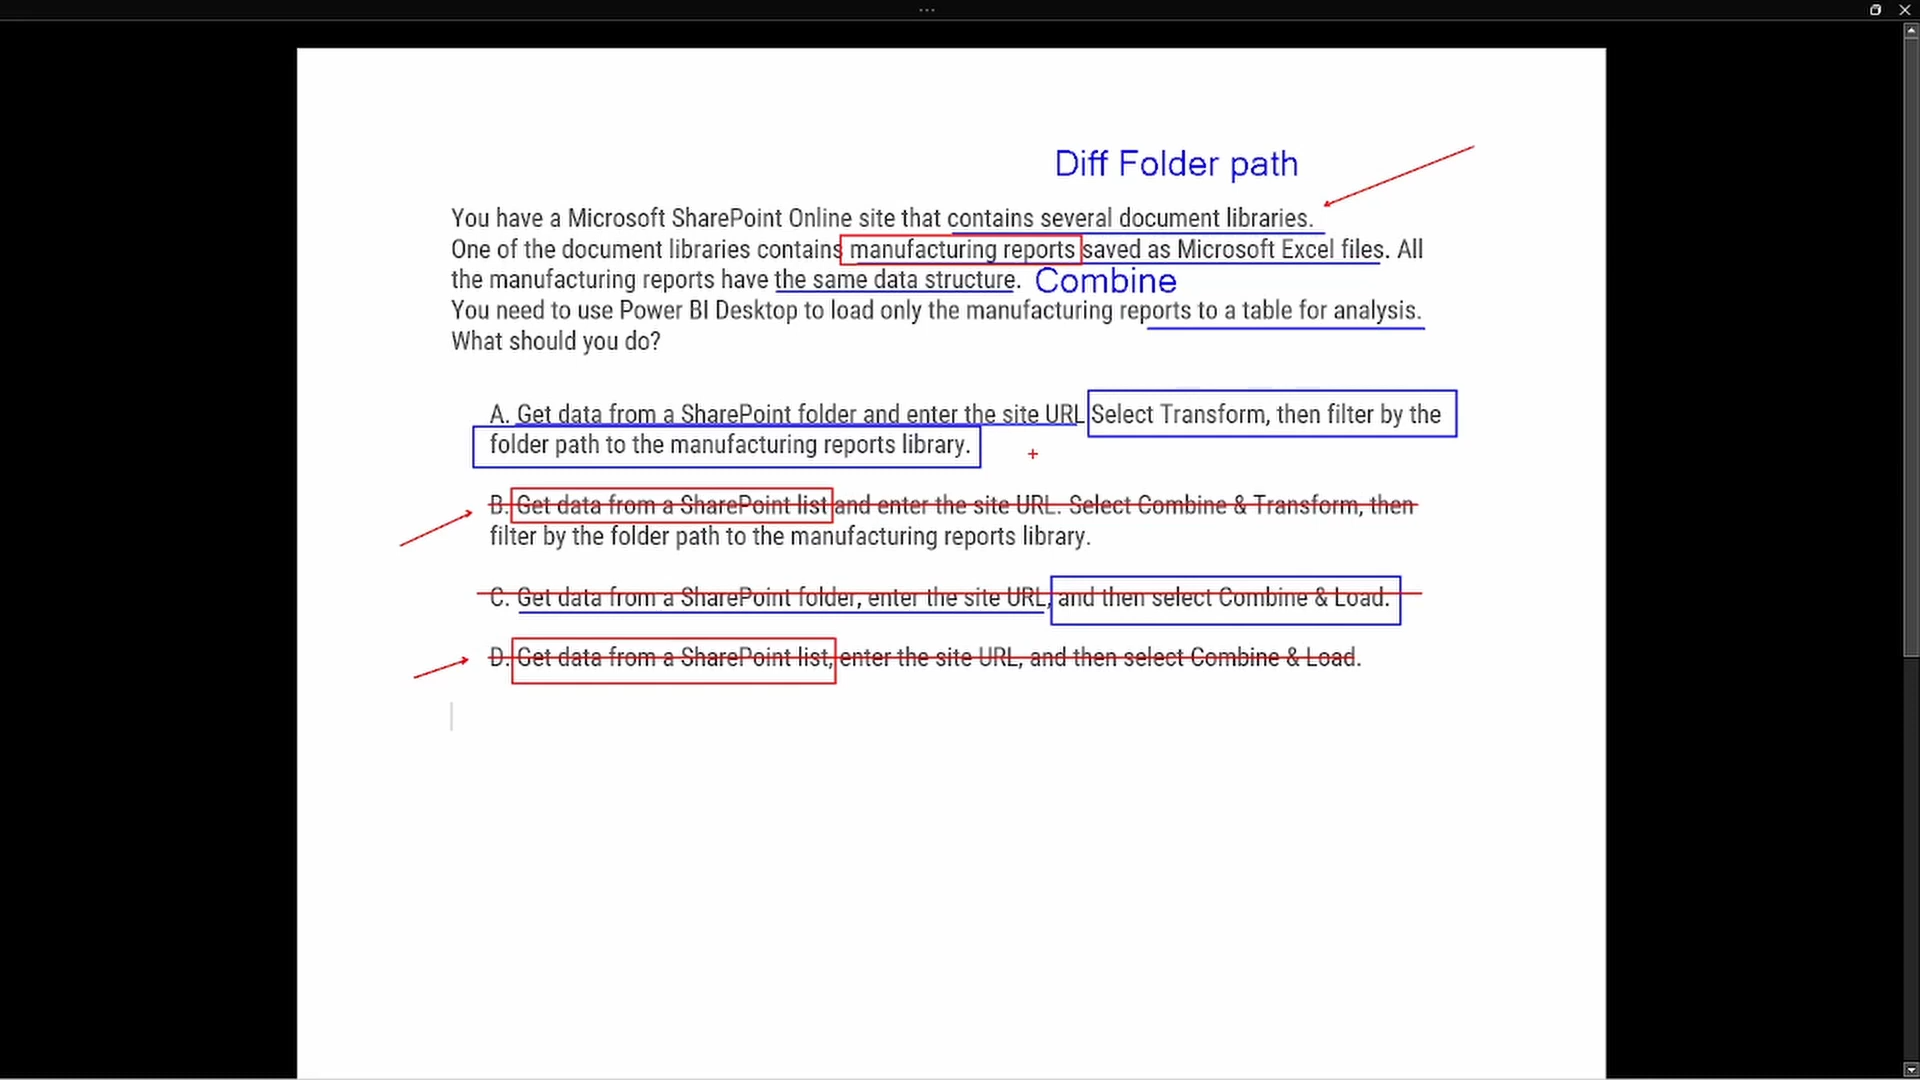 Diff Folder path
You have a Microsoft SharePoint Online site that contains several document libraries.
One of the document libraries contains manufacturing reports saved as Microsoft Excel files. All
the manufacturing reports have the same data structure. Combine
You need to use Power BI Desktop to load only the manufacturing reports to a table for analysis.
What should you do?
A. Get data from a SharePoint folder and enter the site URL Select Transform, then filter by the
folder path to the manufacturing reports library.
B. Get data from a SharePoint list and enter the site URL. Select Combine & Transform, then
filter by the folder path to the manufacturing reports library.
C. Get data from a SharePoint folder, enter the site URL, and then select Combine & Load.
D. Get data from a SharePoint list, enter the site URL, and then select Combine & Load.